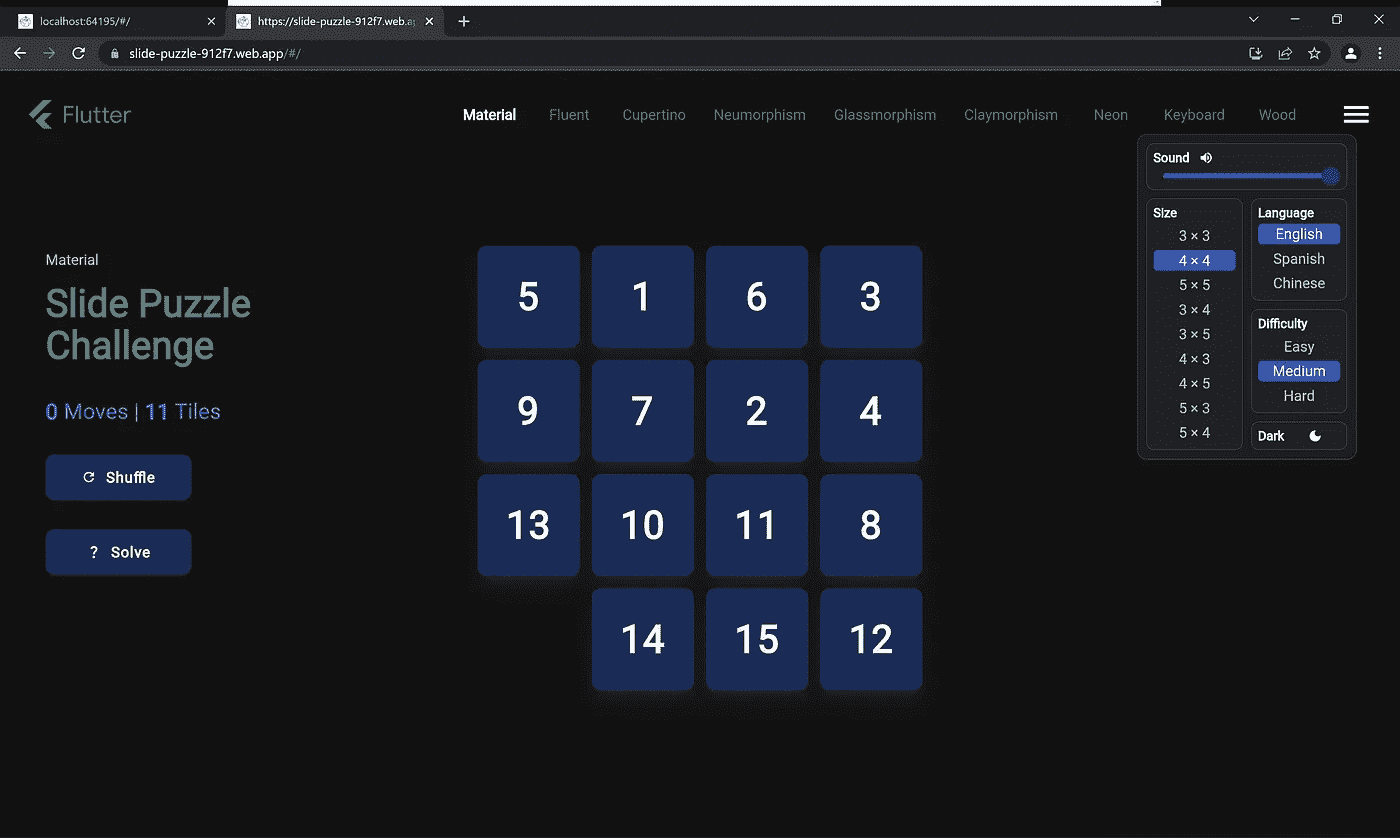 localhost:64195/#/
https://slide-puzzle-912f7.web.ap
slide-puzzle-912f7.web.app/#/
Flutter
Material Fluent Cupertino Neumorphism Glassmorphism Claymorphism Neon Keyboard Wood
Sound
Size
3 × 3
4 × 4
5 × 5
3 × 4
3 × 5
4 × 3
4 × 5
5 × 3
5 × 4
Language
English
Spanish
Chinese
Difficulty
Easy
Medium
Hard
Dark
Material
Slide Puzzle
Challenge
0 Moves | 11 Tiles
Shuffle
? Solve
5 1 6 3
9 7 2 4
13 10 11 8
14 15 12